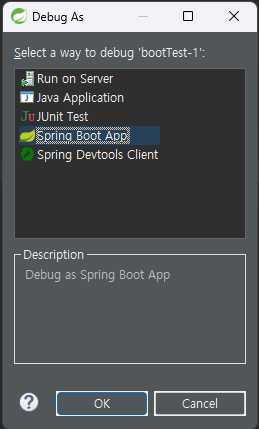 Debug As
Select a way to debug 'bootTest-1':
Run on Server
Java Application
JUnit Test
Spring Boot App
Spring Devtools Client
Description
Debug as Spring Boot App
OK
Cancel